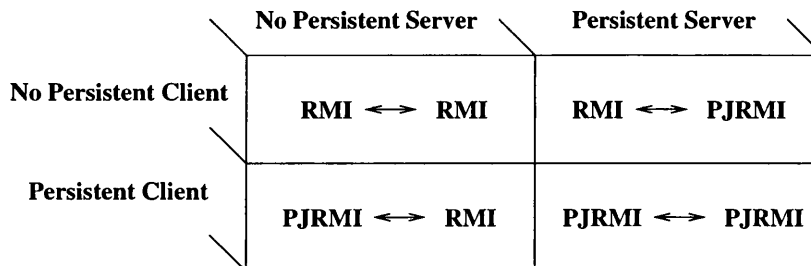 No Persistent Server Persistent Server
No Persistent Client
RMI ↔ RMI RMI ↔ PJRMI
Persistent Client
PJRMI ↔ RMI PJRMI ↔ PJRMI